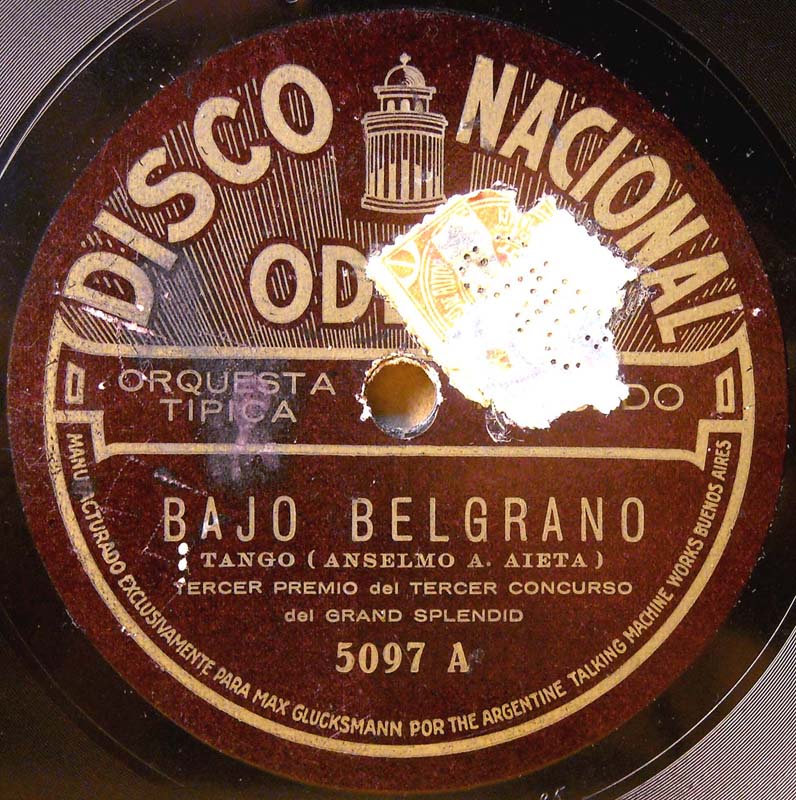 DISCO NACIONAL
OD
ORQUESTA
TIPICA
DO
BAJO BELGRANO
TANGO (ANSELMO A. AIETA)
TERCER PREMIO del TERCER CONCURSO
del GRAND SPLENDID
5097 A
MANUFACTURADO EXCLUSIVAMENTE PARA MAX GLUCKSMANN POR THE ARGENTINE TALKING MACHINE WORKS BUENOS AIRES